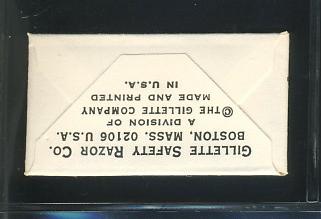 GILLETTE SAFETY RAZOR CO.
BOSTON, MASS. 02106 U.S.A.
A DIVISION OF
©THE GILLETTE COMPANY
MADE AND PRINTED
IN U.S.A.